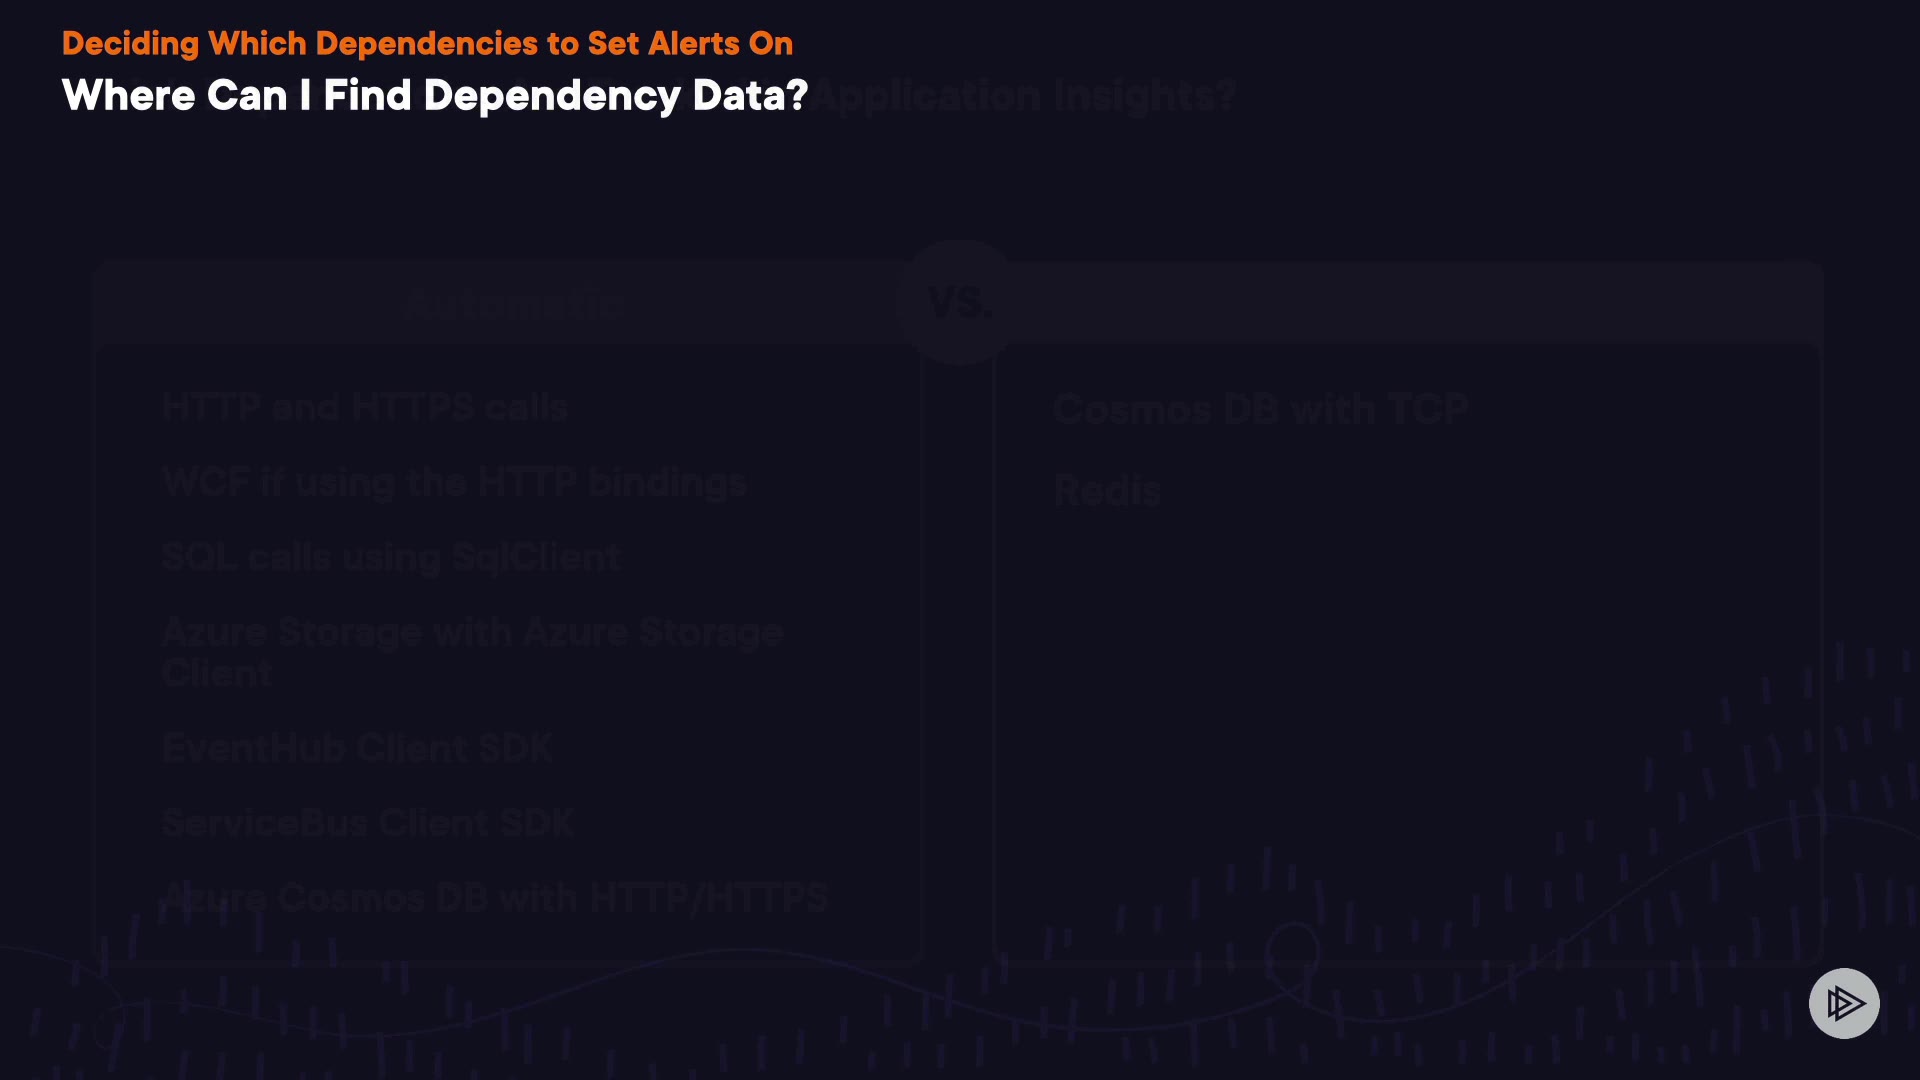 Deciding Which Dependencies to Set Alerts On
Where Can I Find Dependency Data?
Application Insights?
Automatic
VS.
HTTP and HTTPS calls
WCF if using the HTTP bindings
SQL calls using SqlClient
Azure Storage with Azure Storage
Client
EventHub Client SDK
ServiceBus Client SDK
Azure Cosmos DB with HTTP/HTTPS
Cosmos DB with TCP
Redis